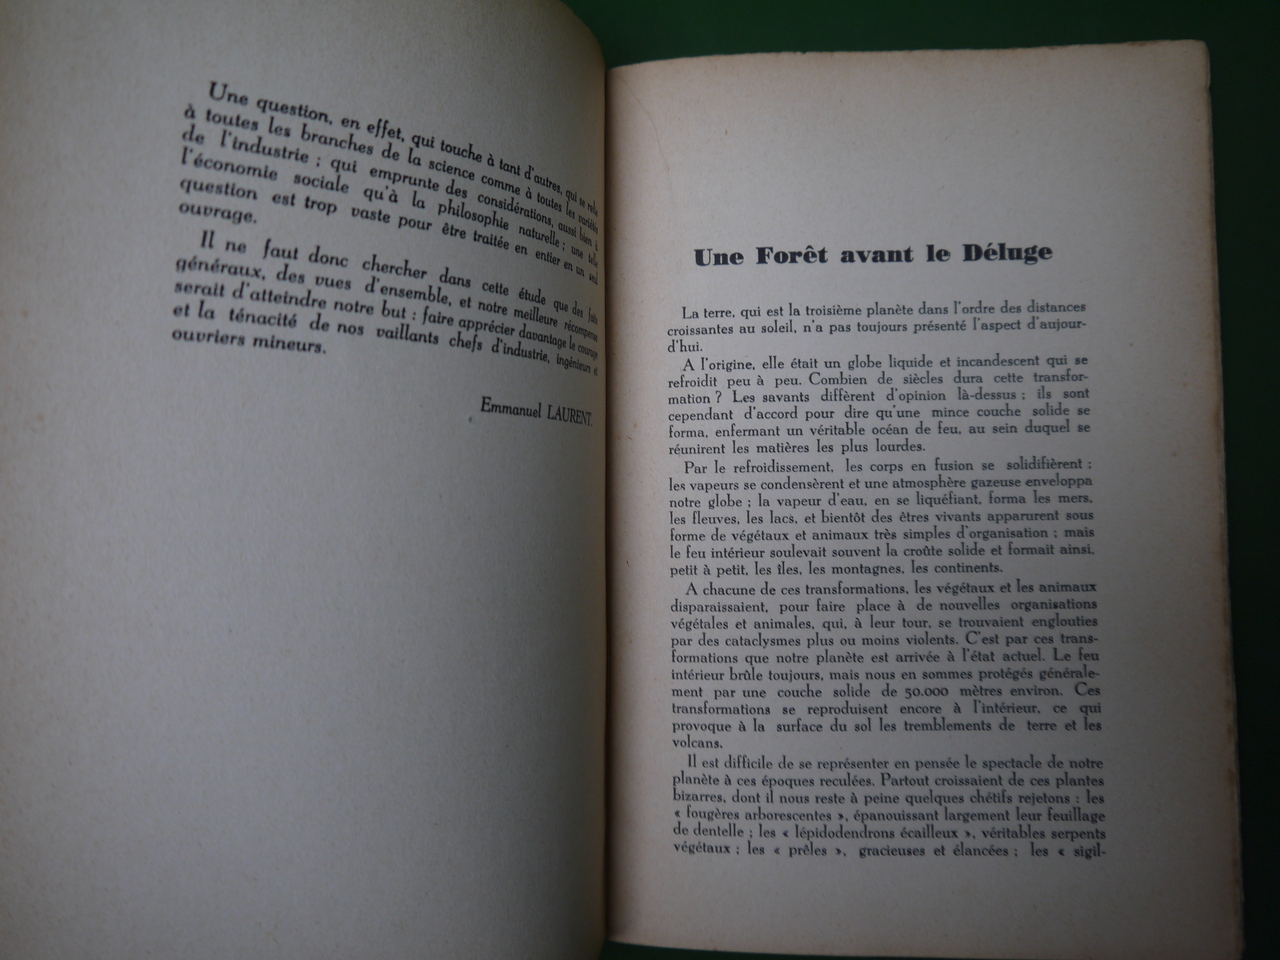 Une question, en effet, qui touche à tant d'autres, qui se relie
à toutes les branches de la science comme à toutes les variétés
de l'industrie ; qui emprunte des considérations, aussi bien à
l'économie sociale qu'à la philosophie naturelle ; une telle
question est trop vaste pour être traitée en entier en un seul
ouvrage.
Il ne faut donc chercher dans cette étude que des faits
généraux, des vues d'ensemble, et notre meilleure récompense
serait d'atteindre notre but : faire apprécier davantage le courage
et la ténacité de nos vaillants chefs d'industrie, ingénieurs et
ouvriers mineurs.
Emmanuel LAURENT.
Une Forêt avant le Déluge
La terre, qui est la troisième planète dans l'ordre des distances
croissantes au soleil, n'a pas toujours présenté l'aspect d'aujour-
d'hui.
A l'origine, elle était un globe liquide et incandescent qui se
refroidit peu à peu. Combien de siècles dura cette transfor-
mation ? Les savants diffèrent d'opinion là-dessus ; ils sont
cependant d'accord pour dire qu'une mince couche solide se
forma, enfermant un véritable océan de feu, au sein duquel se
réunirent les matières les plus lourdes.
Par le refroidissement, les corps en fusion se solidifièrent ;
les vapeurs se condensèrent et une atmosphère gazeuse enveloppa
notre globe ; la vapeur d'eau, en se liquéfiant, forma les mers,
les fleuves, les lacs, et bientôt des êtres vivants apparurent sous
forme de végétaux et animaux très simples d'organisation ; mais
le feu intérieur soulevait souvent la croûte solide et formait ainsi,
petit à petit, les îles, les montagnes, les continents.
A chacune de ces transformations, les végétaux et les animaux
disparaissaient, pour faire place à de nouvelles organisations
végétales et animales, qui, à leur tour, se trouvaient englouties
par des cataclysmes plus ou moins violents. C'est par ces trans-
formations que notre planète est arrivée à l'état actuel. Le feu
intérieur brûle toujours, mais nous en sommes protégés générale-
ment par une couche solide de 50.000 mètres environ. Ces
transformations se reproduisent encore à l'intérieur, ce qui
provoque à la surface du sol les tremblements de terre et les
volcans.
Il est difficile de se représenter en pensée le spectacle de notre
planète à ces époques reculées. Partout croissaient de ces plantes
bizarres, dont il nous reste à peine quelques chétifs rejetons : les
« fougères arborescentes », épanouissant largement leur feuillage
de dentelle ; les « lépidodendrons écailleux », véritables serpents
végétaux ; les « prêles », gracieuses et élancées ; les « sigil-